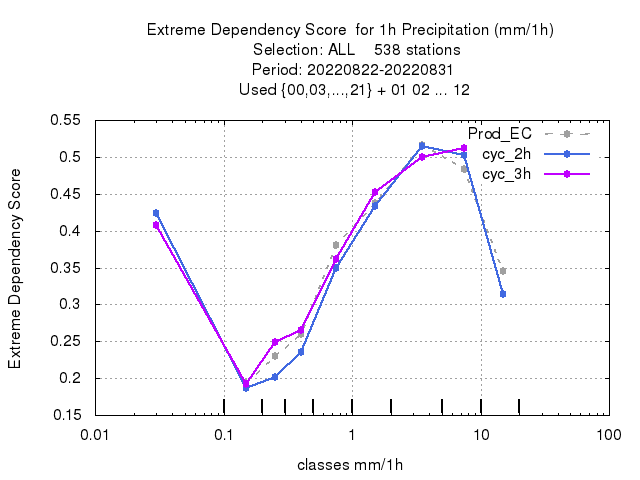 Extreme Dependency Score  for 1h Precipitation (mm/1h)
Selection: ALL    538 stations
Period: 20220822-20220831
Used {00,03,...,21} + 01 02 ... 12
Extreme Dependency Score
0.55
0.5
0.45
0.4
0.35
0.3
0.25
0.2
0.15
Prod_EC
cyc_2h
cyc_3h
0.01 0.1 1 10 100
classes mm/1h